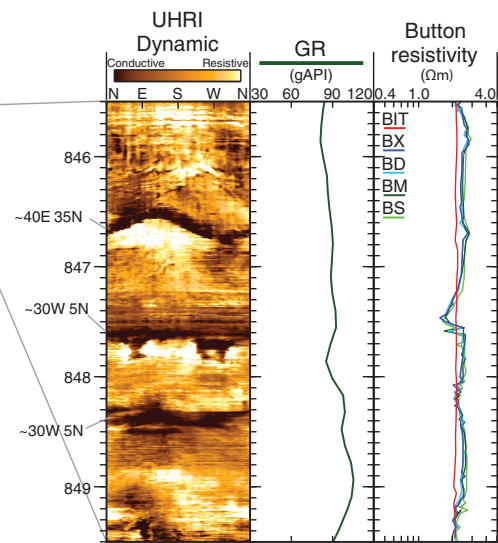 UHRI
Dynamic
Conductive Resistive
N E S W N
GR
(gAPI)
30 60 90 120
Button
resistivity
(Ωm)
0.4 1.0 4.0
BIT
BX
BD
BM
BS
846
~40E 35N
847
~30W 5N
848
~30W 5N
849